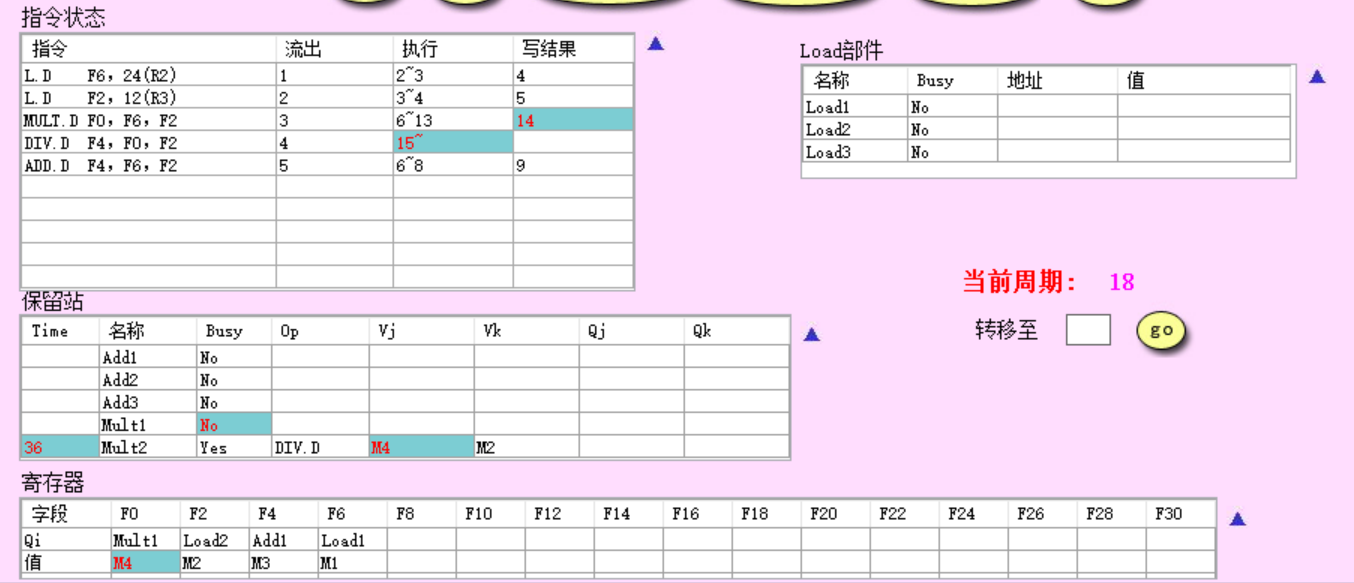 指令状态
指令 流出 执行 写结果
L.D F6, 24(R2) 1 2~3 4
L.D F2, 12(R3) 2 3~4 5
MULT.D F0, F6, F2 3 6~13 14
DIV.D F4, F0, F2 4 15~
ADD.D F4, F6, F2 5 6~8 9
Load部件
名称 Busy 地址 值
Load1 No
Load2 No
Load3 No
当前周期: 18
转移至 go
保留站
Time 名称 Busy Op Vj Vk Qj Qk
Add1 No
Add2 No
Add3 No
Mult1 No
36 Mult2 Yes DIV.D M4 M2
寄存器
字段 F0 F2 F4 F6 F8 F10 F12 F14 F16 F18 F20 F22 F24 F26 F28 F30
Qi Mult1 Load2 Add1 Load1
值 M4 M2 M3 M1